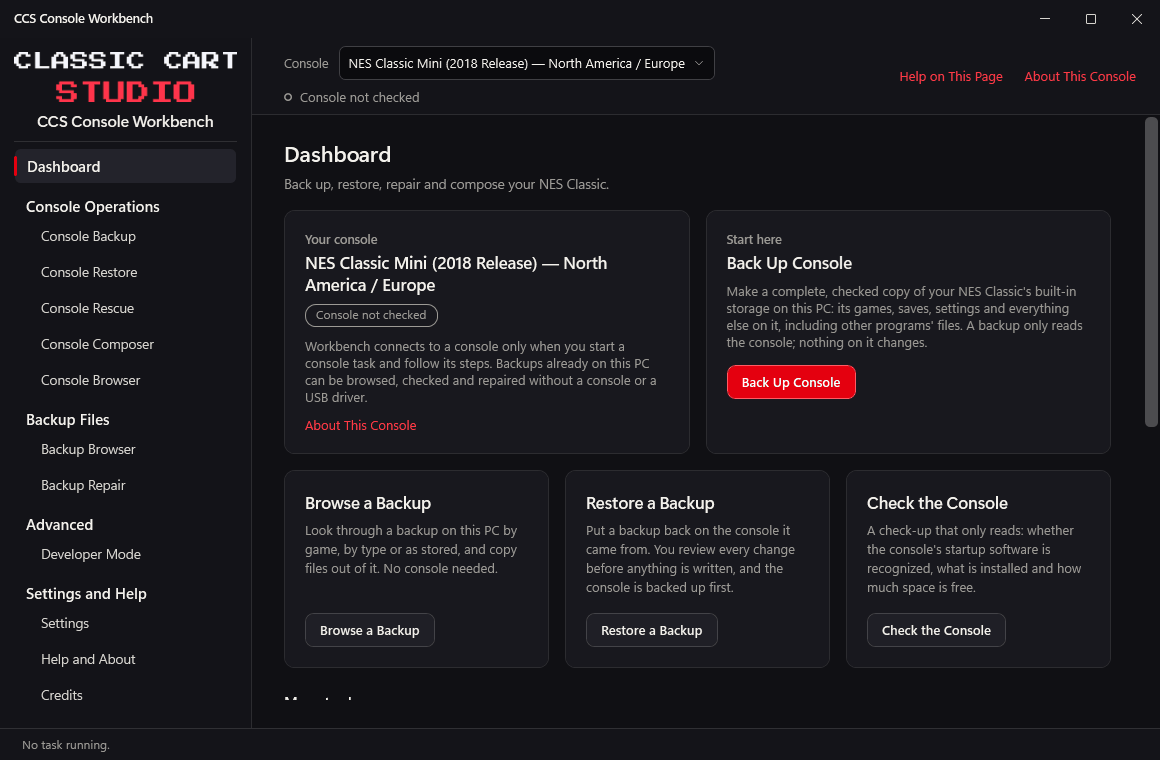 CCS Console Workbench
CLASSIC CART
STUDIO
CCS Console Workbench
Dashboard
Console Operations
Console Backup
Console Restore
Console Rescue
Console Composer
Console Browser
Backup Files
Backup Browser
Backup Repair
Advanced
Developer Mode
Settings and Help
Settings
Help and About
Credits
Console
NES Classic Mini (2018 Release) — North America / Europe
Console not checked
Help on This Page
About This Console
Dashboard
Back up, restore, repair and compose your NES Classic.
Your console
NES Classic Mini (2018 Release) — North
America / Europe
Console not checked
Workbench connects to a console only when you start a
console task and follow its steps. Backups already on this PC
can be browsed, checked and repaired without a console or a
USB driver.
About This Console
Start here
Back Up Console
Make a complete, checked copy of your NES Classic's built-in
storage on this PC: its games, saves, settings and everything
else on it, including other programs' files. A backup only reads
the console; nothing on it changes.
Back Up Console
Browse a Backup
Look through a backup on this PC by
game, by type or as stored, and copy
files out of it. No console needed.
Browse a Backup
Restore a Backup
Put a backup back on the console it
came from. You review every change
before anything is written, and the
console is backed up first.
Restore a Backup
Check the Console
A check-up that only reads: whether
the console's startup software is
recognized, what is installed and how
much space is free.
Check the Console
No task running.